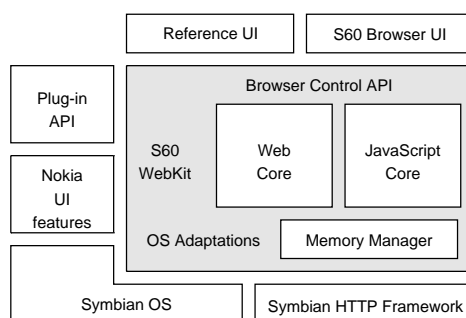 Reference UI
S60 Browser UI
Plug-in
API
Browser Control API
S60
WebKit
Web
Core
JavaScript
Core
Nokia
UI
features
OS Adaptations
Memory Manager
Symbian OS
Symbian HTTP Framework